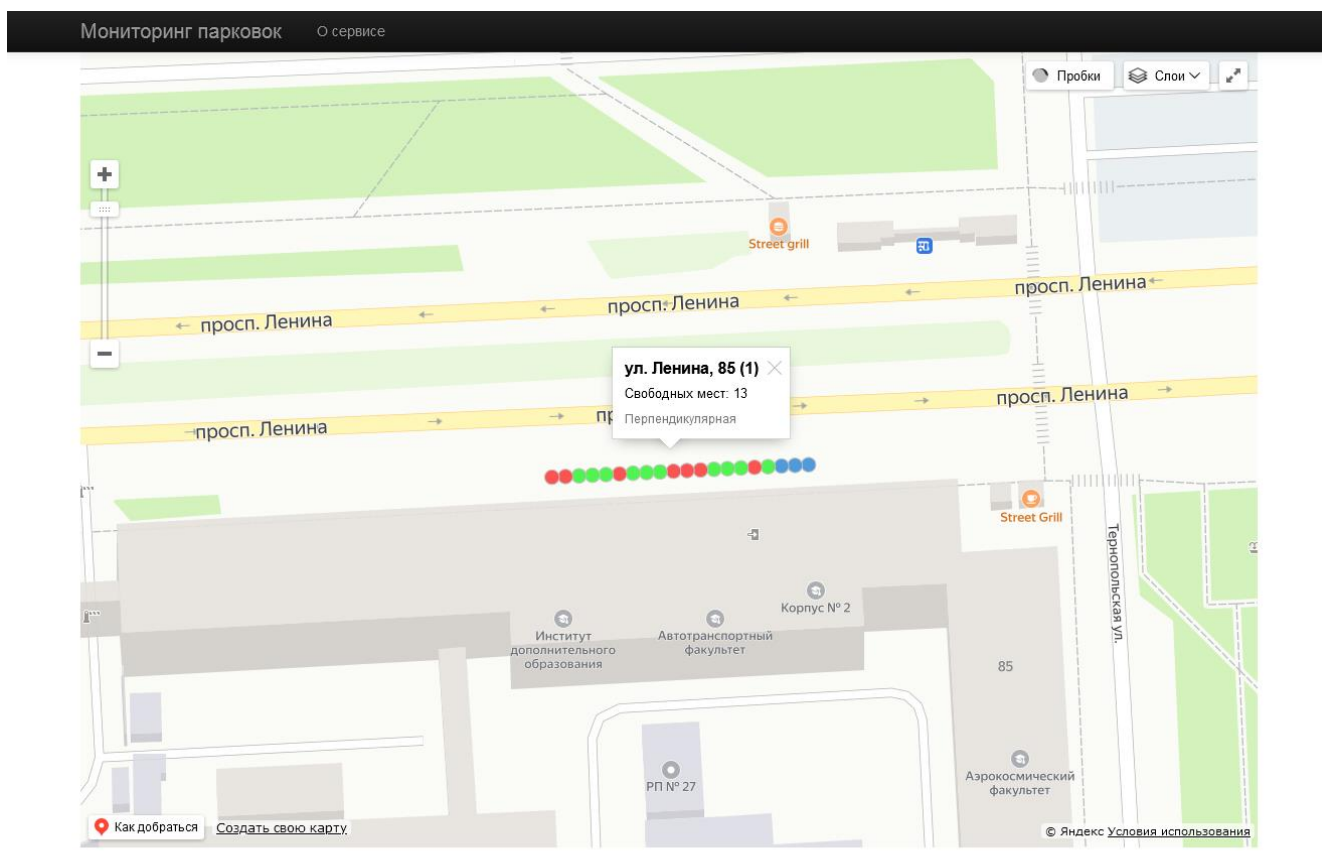 Мониторинг парковок О сервисе
Пробки Слои
Street grill
просп. Ленина
просп. Ленина
просп. Ленина
ул. Ленина, 85 (1)
Свободных мест: 13
Перпендикулярная
просп. Ленина
просп. Ленина
Street Grill
Тернопольская ул.
Корпус № 2
Институт
дополнительного
образования
Автотранспортный
факультет
85
РП № 27
Аэрокосмический
факультет
Как добраться Создать свою карту
© Яндекс Условия использования